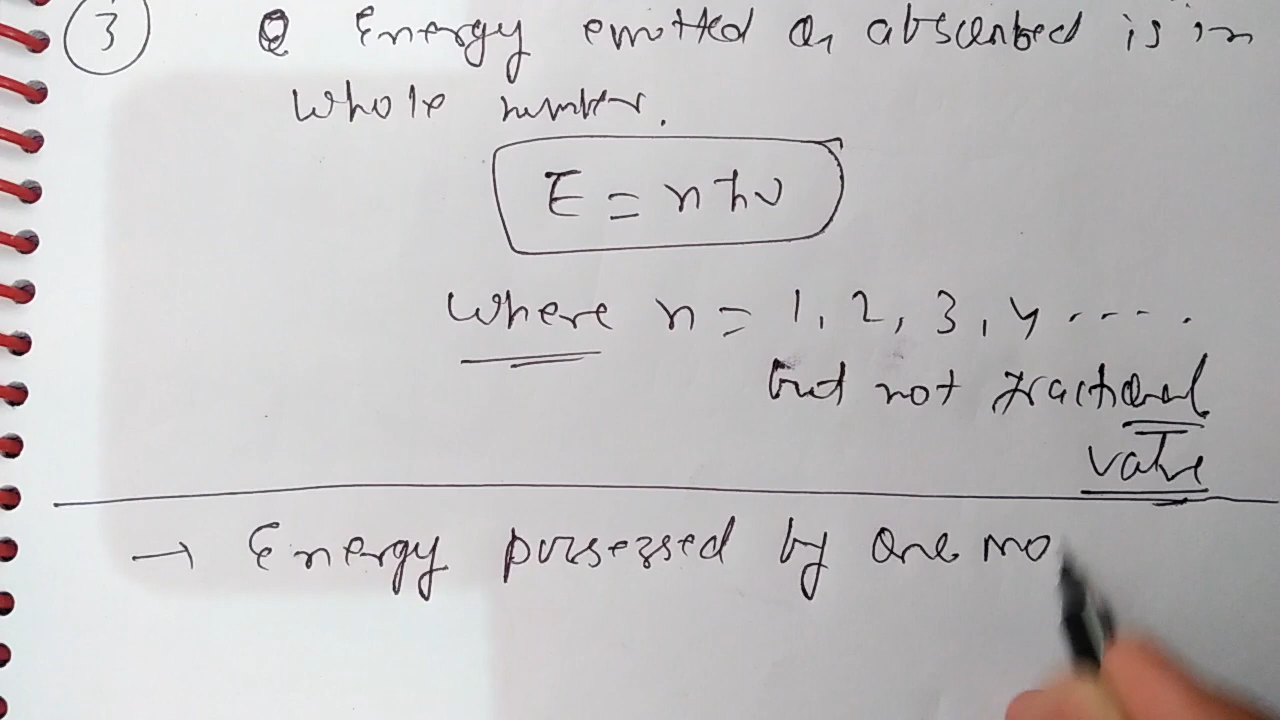 3 Energy emitted or absorbed is in
whole number.
E = nhν
where n = 1, 2, 3, 4 ·····
but not fractional
value
→ Energy possessed by one mo